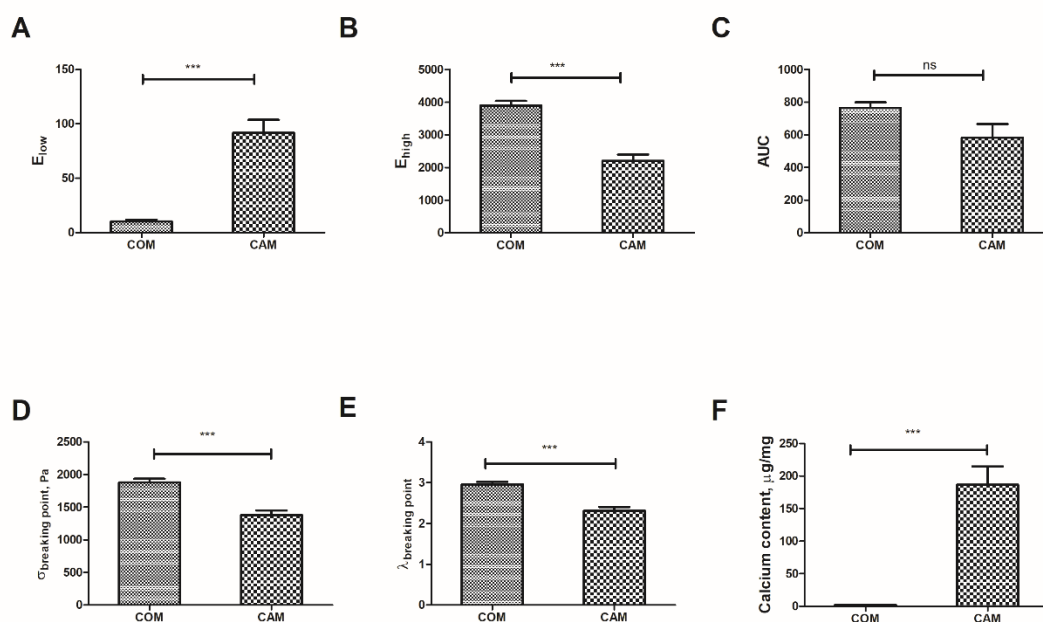 A
E_low
150
100
50
0
***
COM CAM
B
E_high
5000
4000
3000
2000
1000
0
***
COM CAM
C
AUC
1000
800
600
400
200
0
ns
COM CAM
D
σ_breaking point, Pa
2500
2000
1500
1000
500
0
***
COM CAM
E
λ_breaking point
4
3
2
1
0
***
COM CAM
F
Calcium content, µg/mg
250
200
150
100
50
0
***
COM CAM